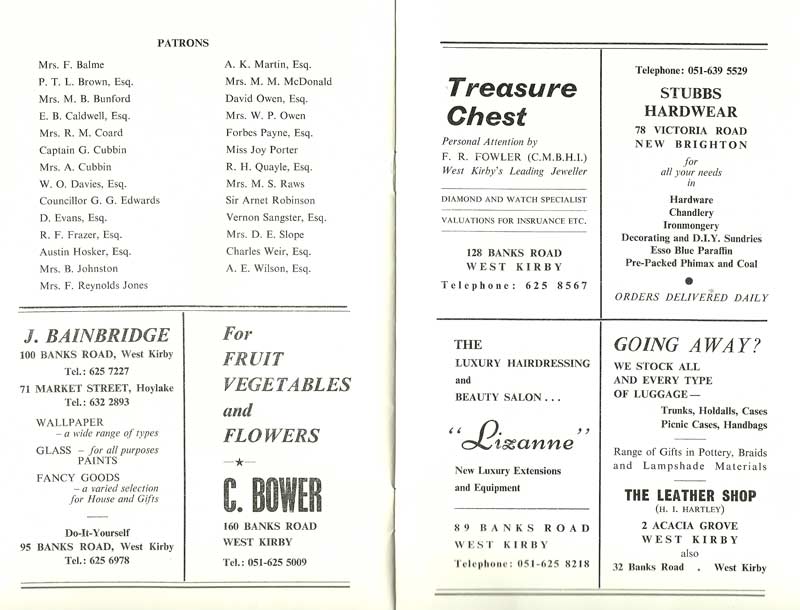 PATRONS
Mrs. F. Balme
P. T. L. Brown, Esq.
Mrs. M. B. Bunford
E. B. Caldwell, Esq.
Mrs. R. M. Coard
Captain G. Cubbin
Mrs. A. Cubbin
W. O. Davies, Esq.
Councillor G. G. Edwards
D. Evans, Esq.
R. F. Frazer, Esq.
Austin Hosker, Esq.
Mrs. B. Johnston
Mrs. F. Reynolds Jones
A. K. Martin, Esq.
Mrs. M. M. McDonald
David Owen, Esq.
Mrs. W. P. Owen
Forbes Payne, Esq.
Miss Joy Porter
R. H. Quayle, Esq.
Mrs. M. S. Raws
Sir Arnet Robinson
Vernon Sangster, Esq.
Mrs. D. E. Slope
Charles Weir, Esq.
A. E. Wilson, Esq.
J. BAINBRIDGE
100 BANKS ROAD, West Kirby
Tel.: 625 7227
71 MARKET STREET, Hoylake
Tel.: 632 2893
WALLPAPER
– a wide range of types
GLASS – for all purposes
PAINTS
FANCY GOODS
– a varied selection
for House and Gifts
Do-It-Yourself
95 BANKS ROAD, West Kirby
Tel.: 625 6978
For
FRUIT
VEGETABLES
and
FLOWERS
C. BOWER
160 BANKS ROAD
WEST KIRBY
Tel.: 051-625 5009
Treasure
Chest
Personal Attention by
F. R. FOWLER (C.M.B.H.I.)
West Kirby's Leading Jeweller
DIAMOND AND WATCH SPECIALIST
VALUATIONS FOR INSRUANCE ETC.
128 BANKS ROAD
WEST KIRBY
Telephone: 625 8567
Telephone: 051-639 5529
STUBBS
HARDWEAR
78 VICTORIA ROAD
NEW BRIGHTON
for
all your needs
in
Hardware
Chandlery
Ironmongery
Decorating and D.I.Y. Sundries
Esso Blue Paraffin
Pre-Packed Phimax and Coal
ORDERS DELIVERED DAILY
THE
LUXURY HAIRDRESSING
and
BEAUTY SALON . . .
"Lizanne"
New Luxury Extensions
and Equipment
89 BANKS ROAD
WEST KIRBY
Telephone: 051-625 8218
GOING AWAY?
WE STOCK ALL
AND EVERY TYPE
OF LUGGAGE—
Trunks, Holdalls, Cases
Picnic Cases, Handbags
Range of Gifts in Pottery, Braids
and Lampshade Materials
THE LEATHER SHOP
(H. I. HARTLEY)
2 ACACIA GROVE
WEST KIRBY
also
32 Banks Road . West Kirby